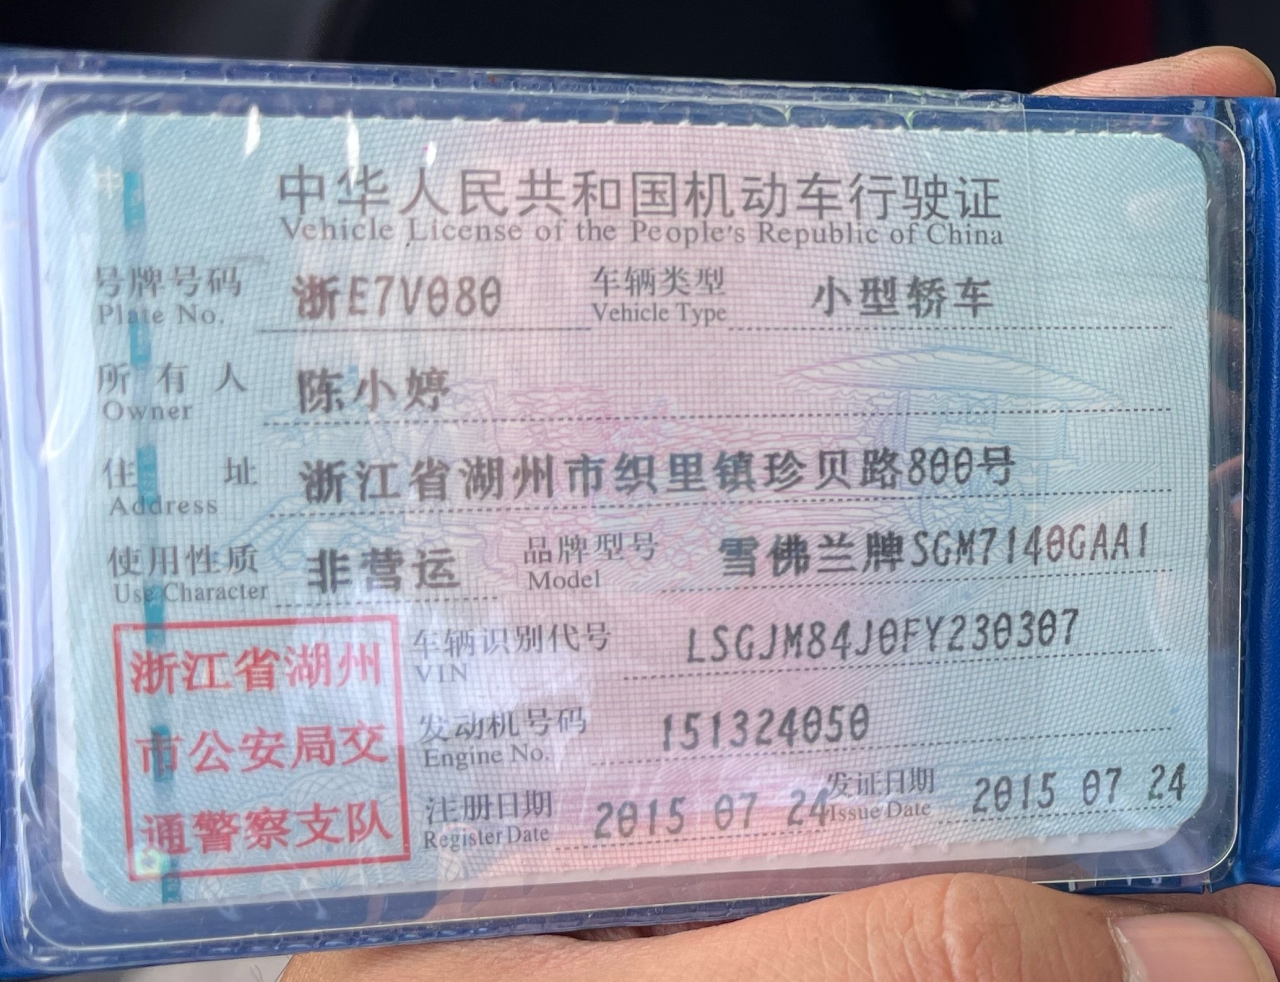 中华人民共和国机动车行驶证
Vehicle License of the People's Republic of China
号牌号码 浙E7V080 车辆类型 小型轿车
Plate No. Vehicle Type
所有人 陈小婷
Owner
住址 浙江省湖州市织里镇珍贝路800号
Address
使用性质 非营运 品牌型号 雪佛兰牌SGM7140GAA1
Use Character Model
浙江省湖州
市公安局交
通警察支队
车辆识别代号 LSGJM84J0FY230307
VIN
发动机号码 151324050
Engine No.
注册日期 2015 07 24 发证日期 2015 07 24
Register Date Issue Date